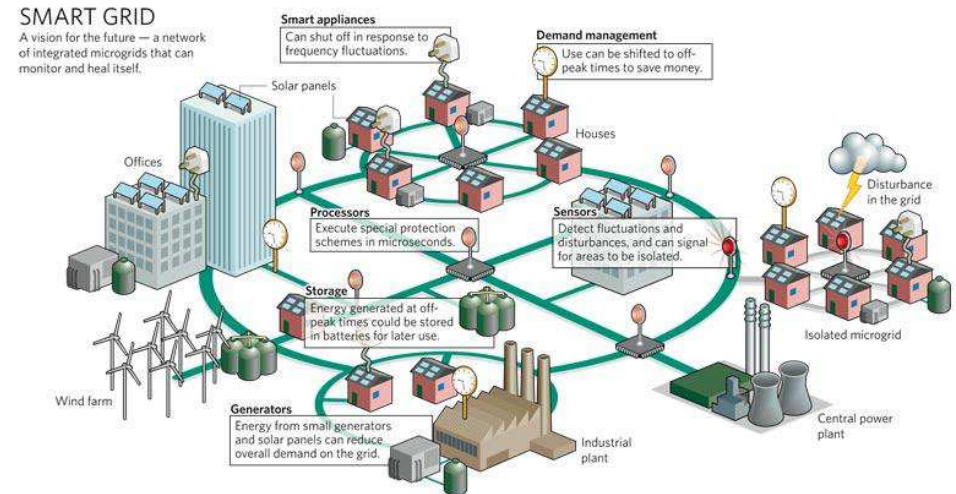 SMART GRID
A vision for the future — a network
of integrated microgrids that can
monitor and heal itself.
Smart appliances
Can shut off in response to
frequency fluctuations.
Demand management
Use can be shifted to off-
peak times to save money.
Solar panels
Houses
Offices
Disturbance
in the grid
Processors
Execute special protection
schemes in microseconds.
Sensors
Detect fluctuations and
disturbances, and can signal
for areas to be isolated.
Storage
Energy generated at off-
peak times could be stored
in batteries for later use.
Isolated microgrid
Wind farm
Generators
Energy from small generators
and solar panels can reduce
overall demand on the grid.
Central power
plant
Industrial
plant